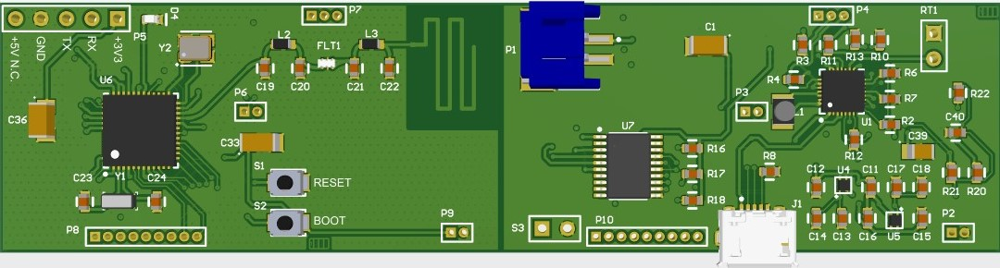 P7
D4
P5
Y2
L2
L3
FLT1
C19
C20
C21
C22
+5V N.C.
GND
TX
RX
+3V3
U6
P6
C36
C33
Y1
C23
C24
S1
RESET
S2
BOOT
P8
P9
P1
C1
P4
RT1
R3
R11
R13
R10
R4
R6
R7
R22
P3
L1
U1
R2
C40
R12
C39
U7
R16
R17
R18
R8
R21
R20
C12
U4
C11
C17
C18
S3
P10
J1
C14
C13
C16
U5
C15
P2